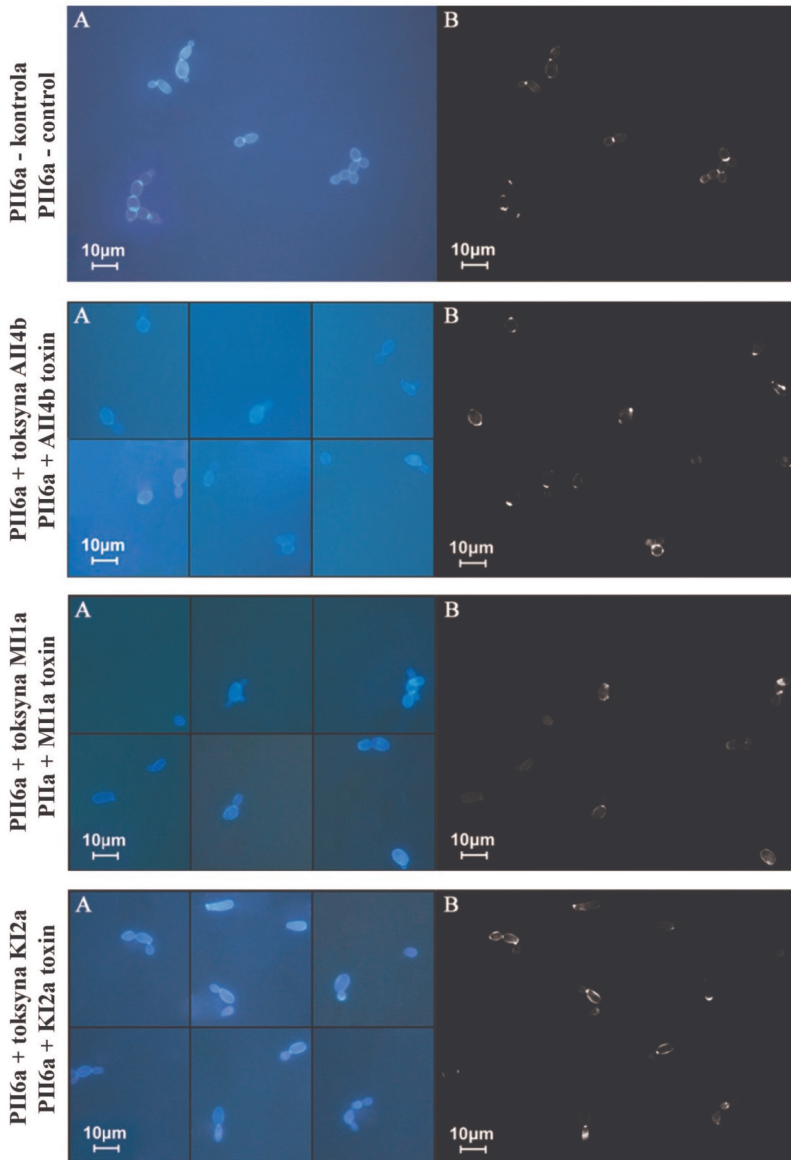 PII6a - kontrola
PII6a - control
A
B
10µm
10µm
PII6a + toksyna AII4b
PII6a + AII4b toxin
A
B
10µm
10µm
PII6a + toksyna MI1a
PIIa + MI1a toxin
A
B
10µm
10µm
PII6a + toksyna KI2a
PII6a + KI2a toxin
A
B
10µm
10µm